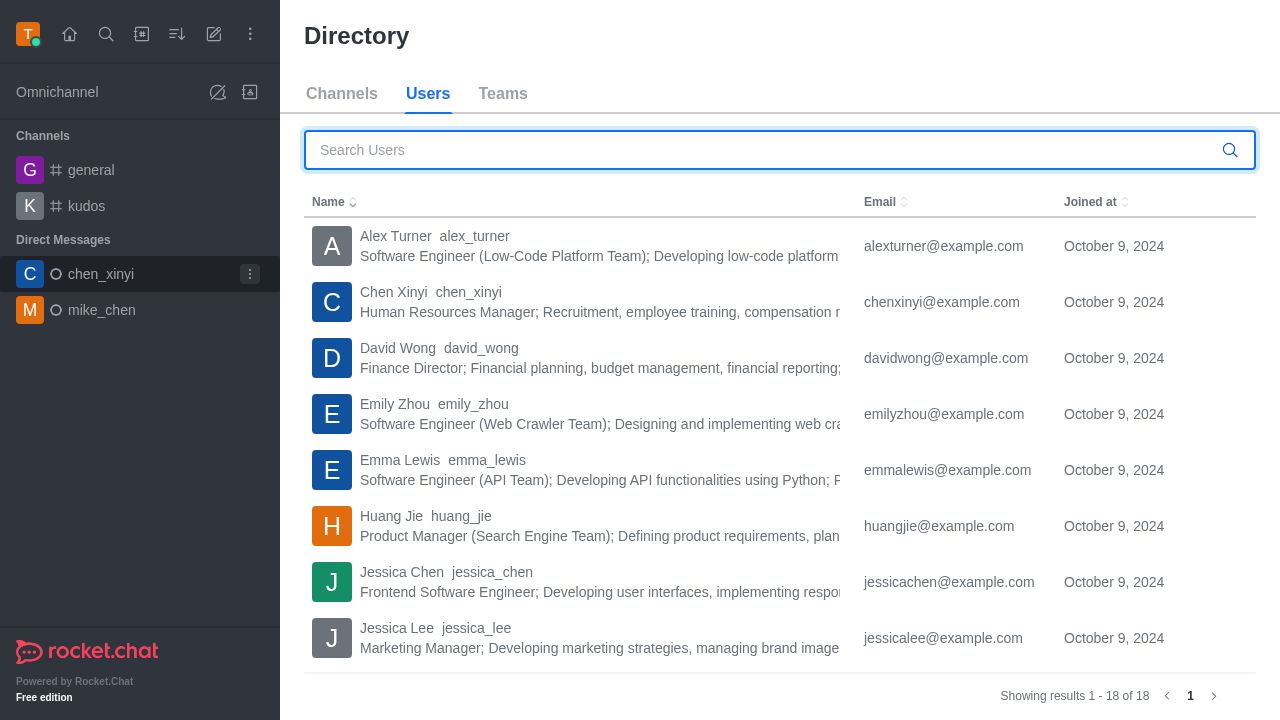 T
Directory
Omnichannel
Channels
G general
K kudos
Direct Messages
C chen_xinyi
M mike_chen
rocket.chat
Powered by Rocket.Chat
Free edition
Channels Users Teams
Search Users
Name Email Joined at
A Alex Turner alex_turner
Software Engineer (Low-Code Platform Team); Developing low-code platform
alexturner@example.com October 9, 2024
C Chen Xinyi chen_xinyi
Human Resources Manager; Recruitment, employee training, compensation
chenxinyi@example.com October 9, 2024
D David Wong david_wong
Finance Director; Financial planning, budget management, financial reporting;
davidwong@example.com October 9, 2024
E Emily Zhou emily_zhou
Software Engineer (Web Crawler Team); Designing and implementing web cra
emilyzhou@example.com October 9, 2024
E Emma Lewis emma_lewis
Software Engineer (API Team); Developing API functionalities using Python;
emmalewis@example.com October 9, 2024
H Huang Jie huang_jie
Product Manager (Search Engine Team); Defining product requirements, plan
huangjie@example.com October 9, 2024
J Jessica Chen jessica_chen
Frontend Software Engineer; Developing user interfaces, implementing respo
jessicachen@example.com October 9, 2024
J Jessica Lee jessica_lee
Marketing Manager; Developing marketing strategies, managing brand image
jessicalee@example.com October 9, 2024
Showing results 1 - 18 of 18 1